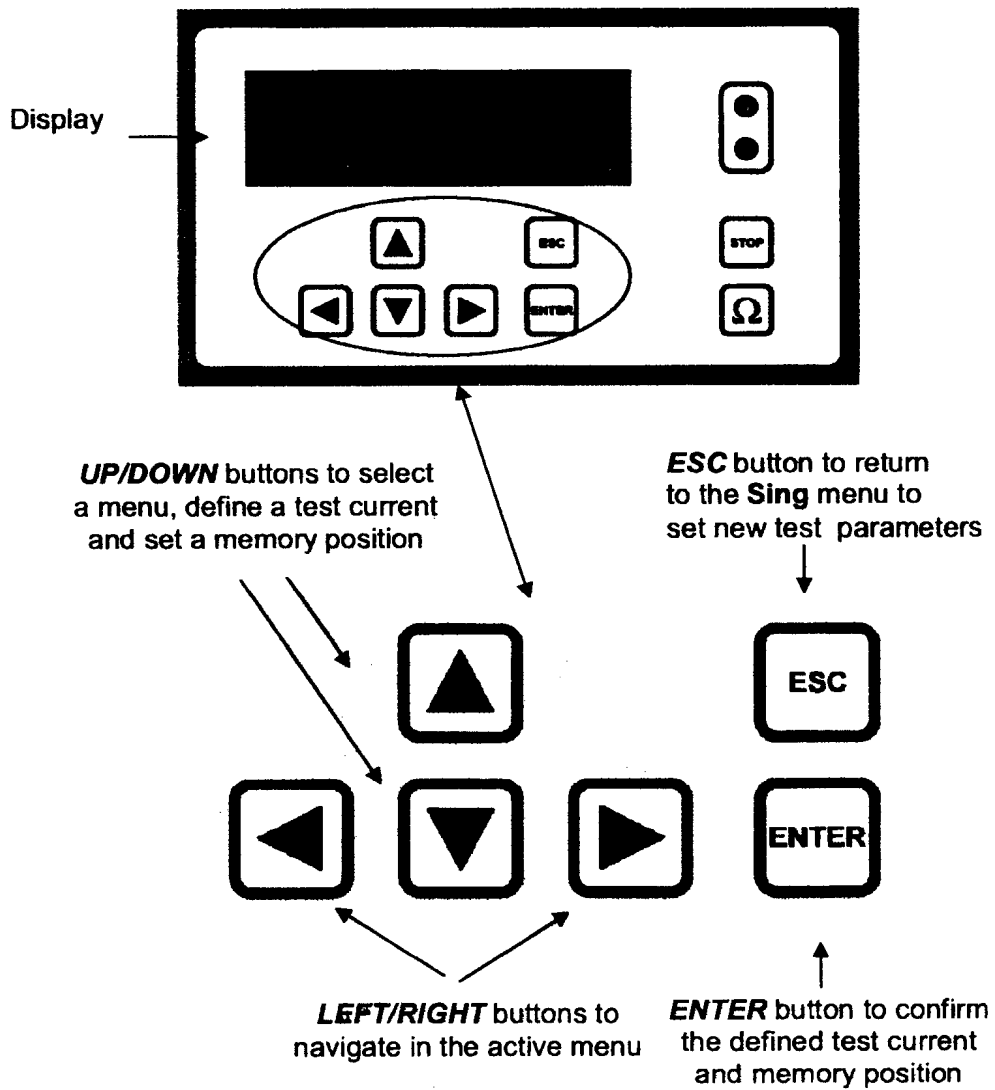 Display
ESC
STOP
ENTER
Ω
UP/DOWN buttons to select
a menu, define a test current
and set a memory position
ESC button to return
to the Sing menu to
set new test parameters
ESC
ENTER
LEFT/RIGHT buttons to
navigate in the active menu
ENTER button to confirm
the defined test current
and memory position